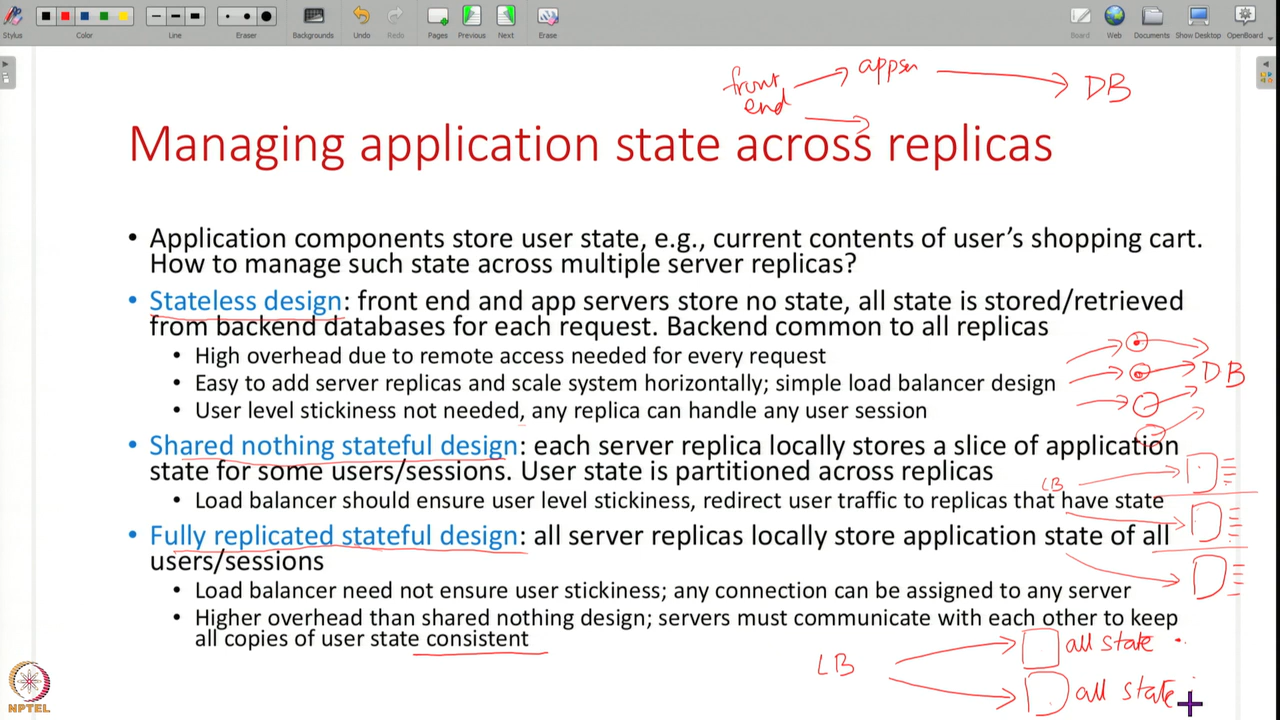 Stylus
Color
Line
Eraser
Backgrounds
Undo
Redo
Pages
Previous
Next
Erase
Board
Web
Documents
Show Desktop
OpenBoard
front end
appser
DB
Managing application state across replicas
• Application components store user state, e.g., current contents of user's shopping cart.
How to manage such state across multiple server replicas?
• Stateless design: front end and app servers store no state, all state is stored/retrieved
from backend databases for each request. Backend common to all replicas
• High overhead due to remote access needed for every request
• Easy to add server replicas and scale system horizontally; simple load balancer design
• User level stickiness not needed, any replica can handle any user session
DB
• Shared nothing stateful design: each server replica locally stores a slice of application
state for some users/sessions. User state is partitioned across replicas
• Load balancer should ensure user level stickiness, redirect user traffic to replicas that have state
LB
• Fully replicated stateful design: all server replicas locally store application state of all
users/sessions
• Load balancer need not ensure user stickiness; any connection can be assigned to any server
• Higher overhead than shared nothing design; servers must communicate with each other to keep
all copies of user state consistent
LB
all state
all state
NPTEL